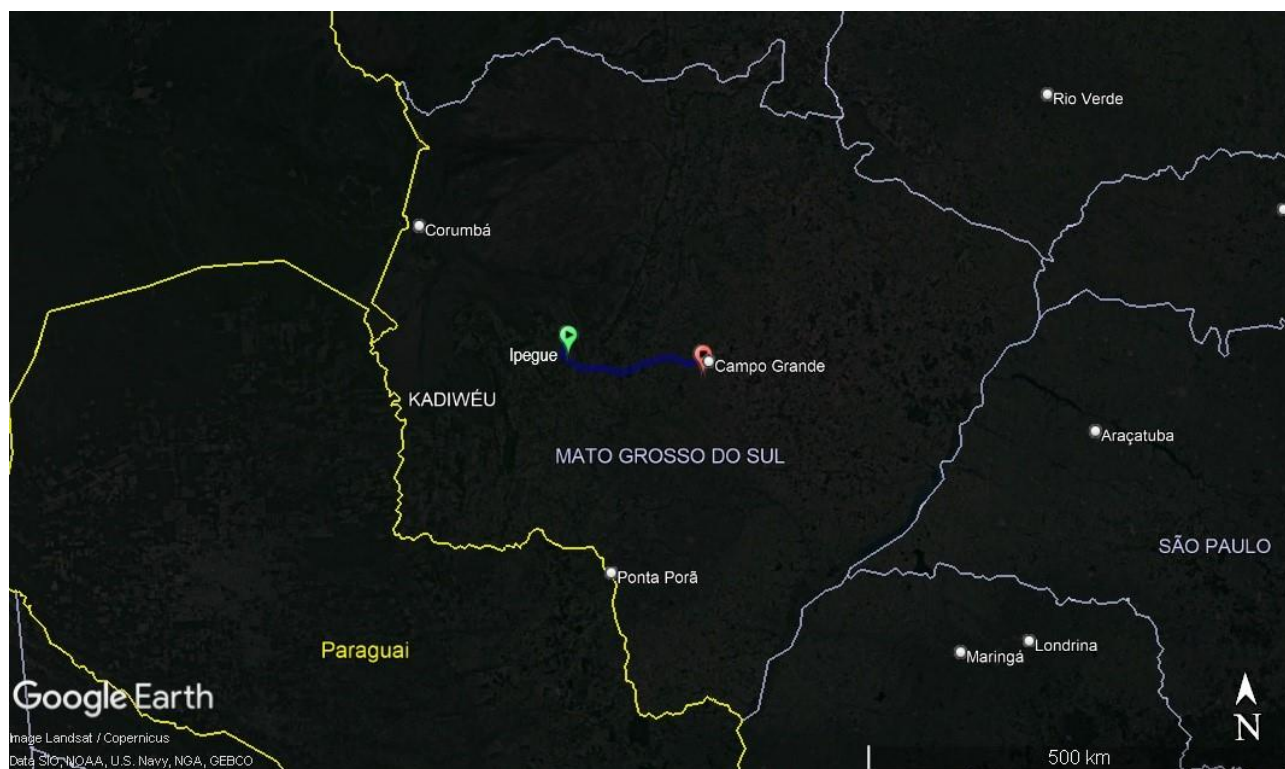 Rio Verde
Corumbá
Ipegue
Campo Grande
KADIWÉU
Araçatuba
MATO GROSSO DO SUL
SÃO PAULO
Ponta Porã
Londrina
Maringá
Paraguai
Google Earth
N
Image Landsat / Copernicus
Data SIO, NOAA, U.S. Navy, NGA, GEBCO
500 km